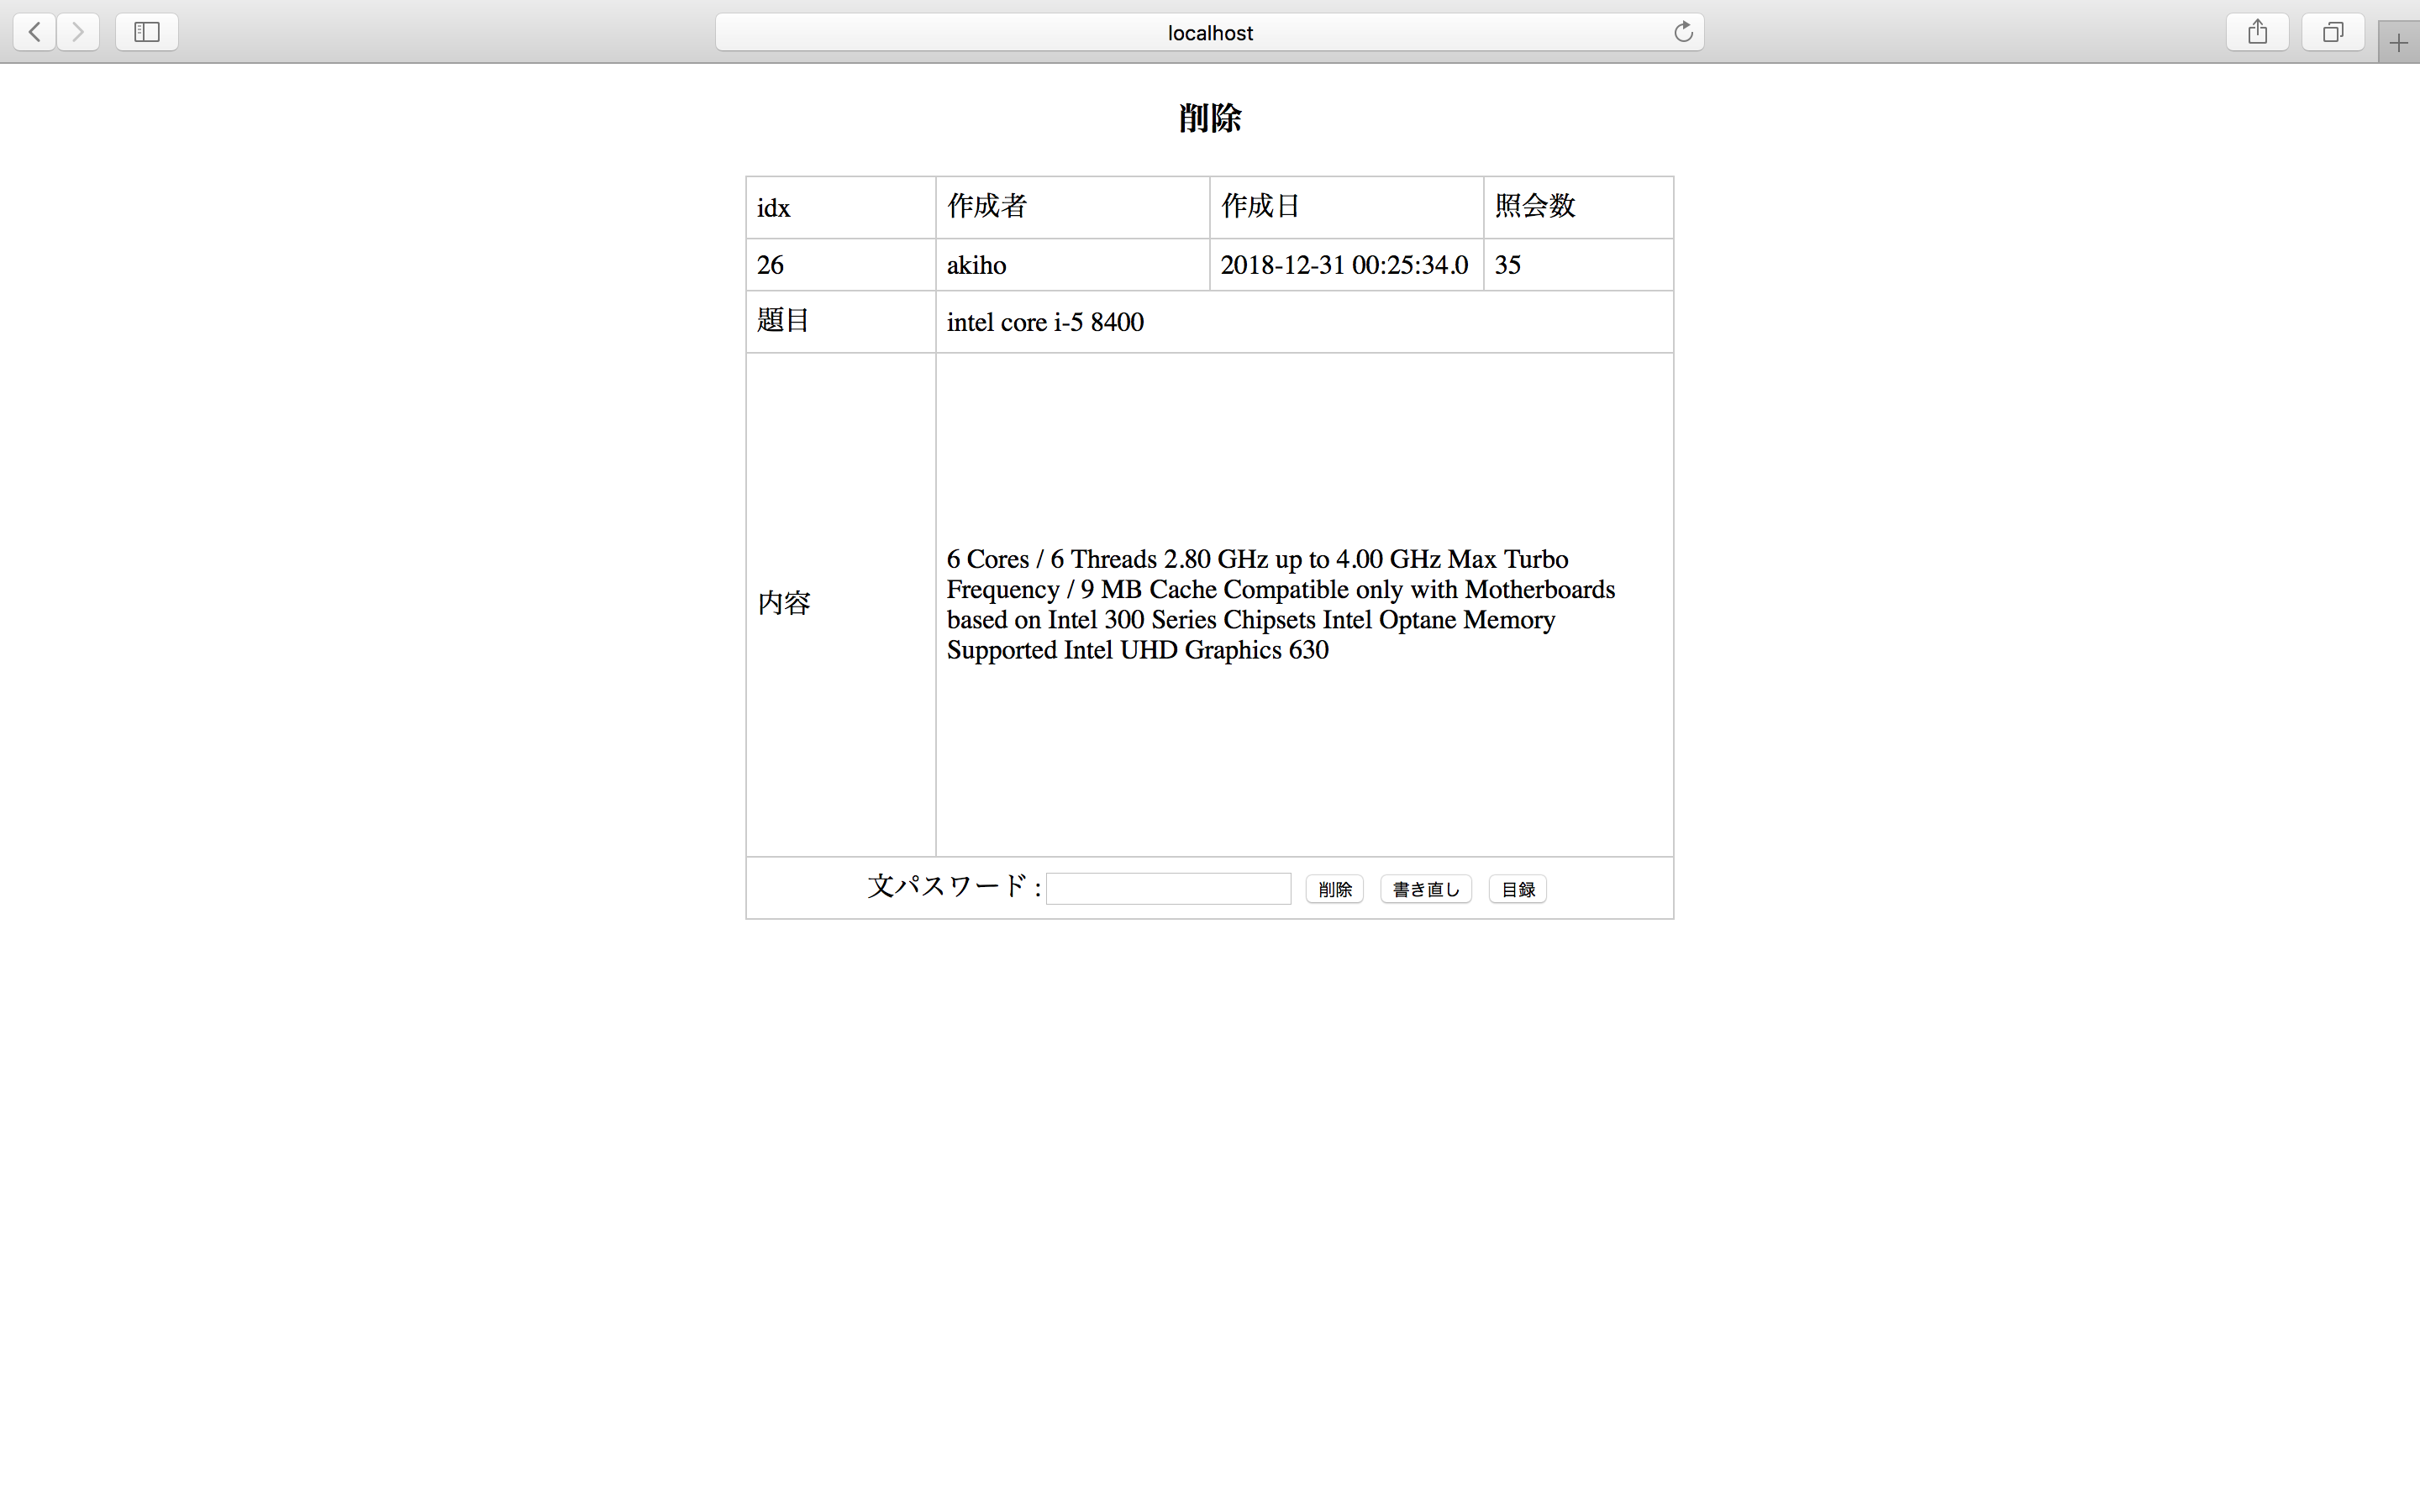 localhost
削除
idx 作成者 作成日 照会数
26 akiho 2018-12-31 00:25:34.0 35
題目 intel core i-5 8400
内容
6 Cores / 6 Threads 2.80 GHz up to 4.00 GHz Max Turbo
Frequency / 9 MB Cache Compatible only with Motherboards
based on Intel 300 Series Chipsets Intel Optane Memory
Supported Intel UHD Graphics 630
文パスワード : 削除 書き直し 目録